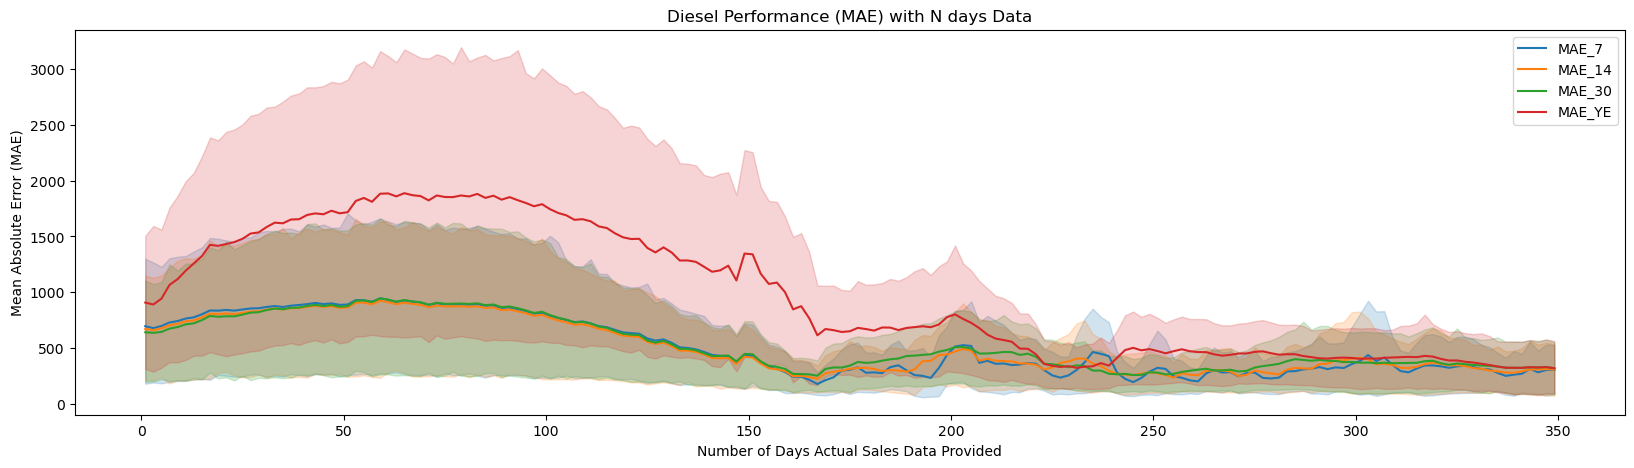 Diesel Performance (MAE) with N days Data
Mean Absolute Error (MAE)
3000
2500
2000
1500
1000
500
0
MAE_7
MAE_14
MAE_30
MAE_YE
0 50 100 150 200 250 300 350
Number of Days Actual Sales Data Provided